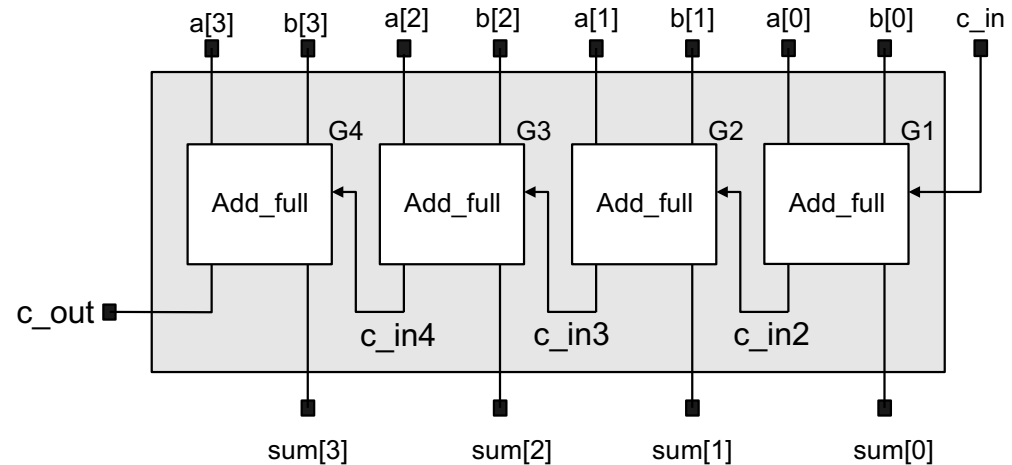 a[3] b[3] a[2] b[2] a[1] b[1] a[0] b[0] c_in
G4 G3 G2 G1
Add_full Add_full Add_full Add_full
c_out
c_in4 c_in3 c_in2
sum[3] sum[2] sum[1] sum[0]